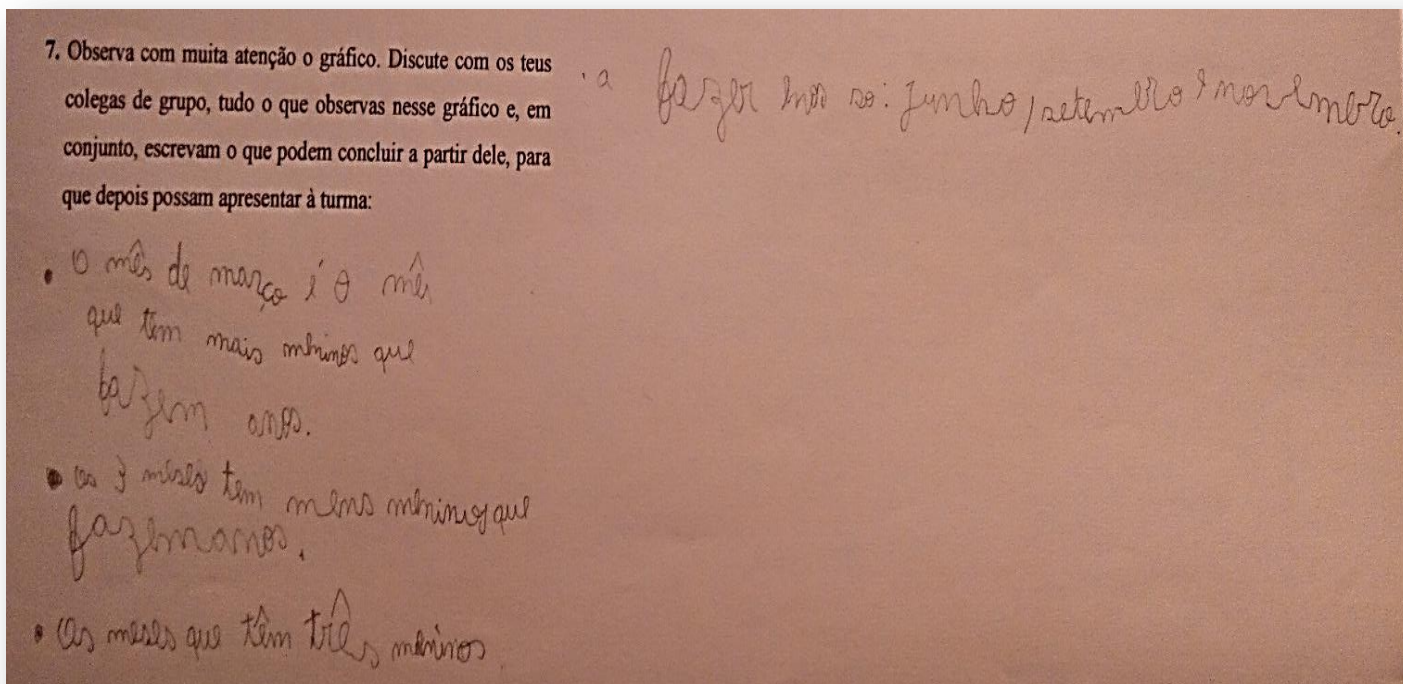 7. Observa com muita atenção o gráfico. Discute com os teus
colegas de grupo, tudo o que observas nesse gráfico e, em
conjunto, escrevam o que podem concluir a partir dele, para
que depois possam apresentar à turma:
• O mês de março é o mês
que tem mais meninos que
fazem anos.
• os 3 meses tem menos meninos que
fazem anos.
• Os meses que têm três meninos
a fazer so: Junho, setembro e novembro.